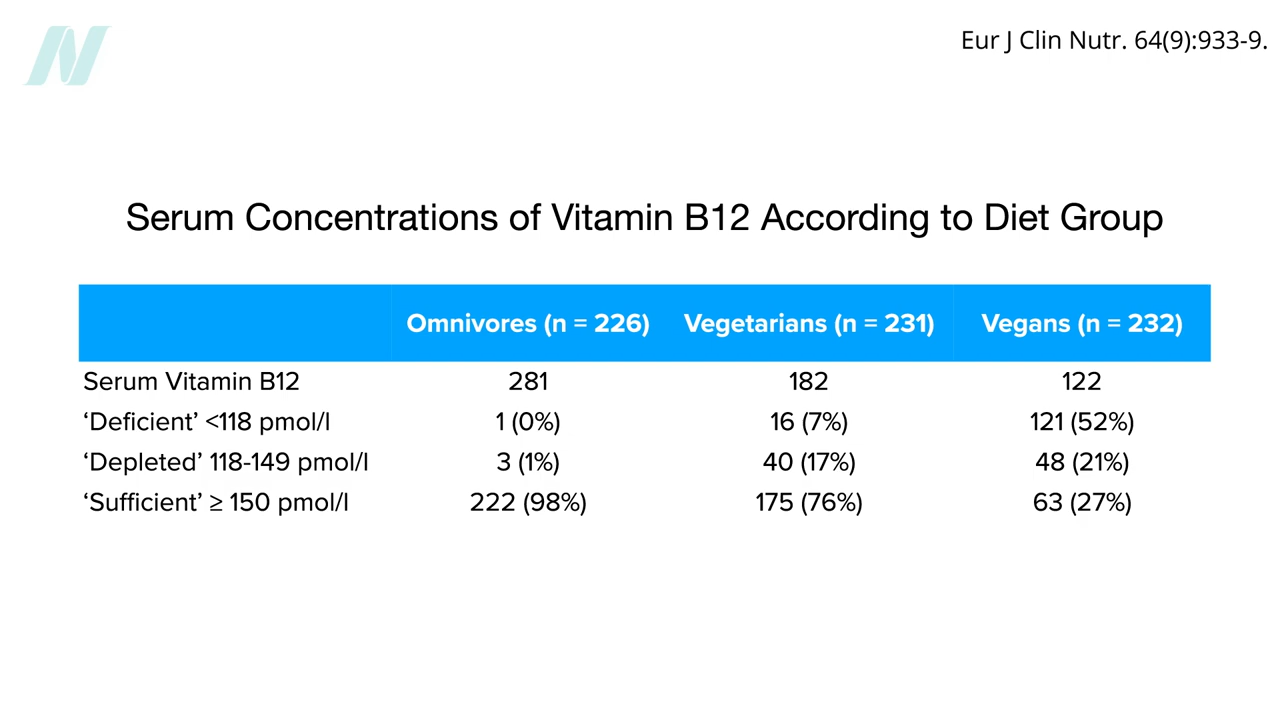 Eur J Clin Nutr. 64(9):933-9.
Serum Concentrations of Vitamin B12 According to Diet Group
Omnivores (n = 226) Vegetarians (n = 231) Vegans (n = 232)
Serum Vitamin B12 281 182 122
‘Deficient’ <118 pmol/l 1 (0%) 16 (7%) 121 (52%)
‘Depleted’ 118-149 pmol/l 3 (1%) 40 (17%) 48 (21%)
‘Sufficient’ ≥ 150 pmol/l 222 (98%) 175 (76%) 63 (27%)